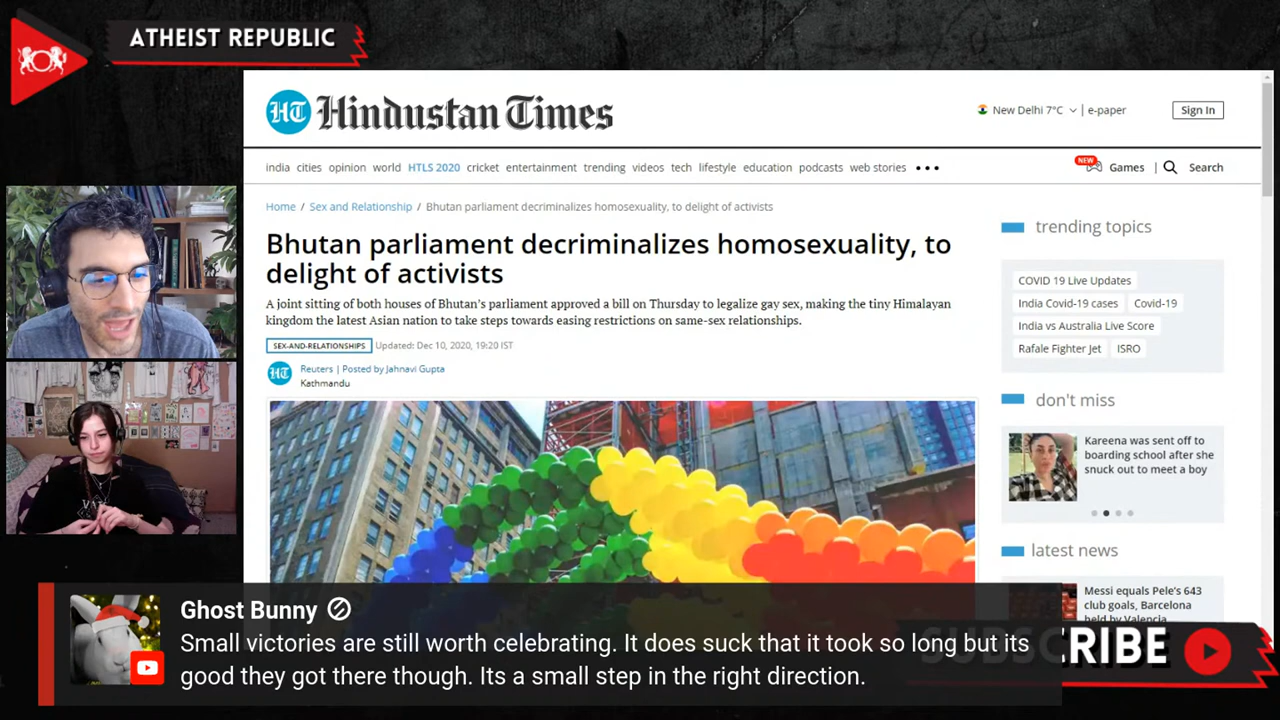 ATHEIST REPUBLIC
HT Hindustan Times
New Delhi 7°C | e-paper
Sign In
india cities opinion world HTLS 2020 cricket entertainment trending videos tech lifestyle education podcasts web stories •••
NEW
Games | Search
Home / Sex and Relationship / Bhutan parliament decriminalizes homosexuality, to delight of activists
Bhutan parliament decriminalizes homosexuality, to
delight of activists
A joint sitting of both houses of Bhutan's parliament approved a bill on Thursday to legalize gay sex, making the tiny Himalayan
kingdom the latest Asian nation to take steps towards easing restrictions on same-sex relationships.
SEX-AND-RELATIONSHIPS Updated: Dec 10, 2020, 19:20 IST
HT
Reuters | Posted by Jahnavi Gupta
Kathmandu
trending topics
COVID 19 Live Updates
India Covid-19 cases Covid-19
India vs Australia Live Score
Rafale Fighter Jet ISRO
don't miss
Kareena was sent off to
boarding school after she
snuck out to meet a boy
latest news
Messi equals Pele's 643
club goals, Barcelona
held by Valencia
SUBSCRIBE
Ghost Bunny
Small victories are still worth celebrating. It does suck that it took so long but its
good they got there though. Its a small step in the right direction.